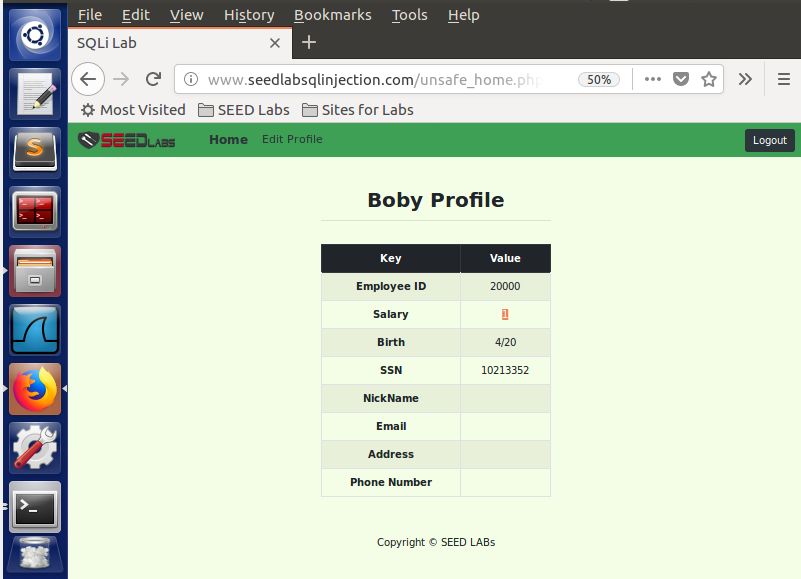 File Edit View History Bookmarks Tools Help
SQLi Lab
www.seedlabsqlinjection.com/unsafe_home.php 50%
Most Visited SEED Labs Sites for Labs
SEEDLABS Home Edit Profile Logout
Boby Profile
Key Value
Employee ID 20000
Salary 1
Birth 4/20
SSN 10213352
NickName
Email
Address
Phone Number
Copyright © SEED LABs